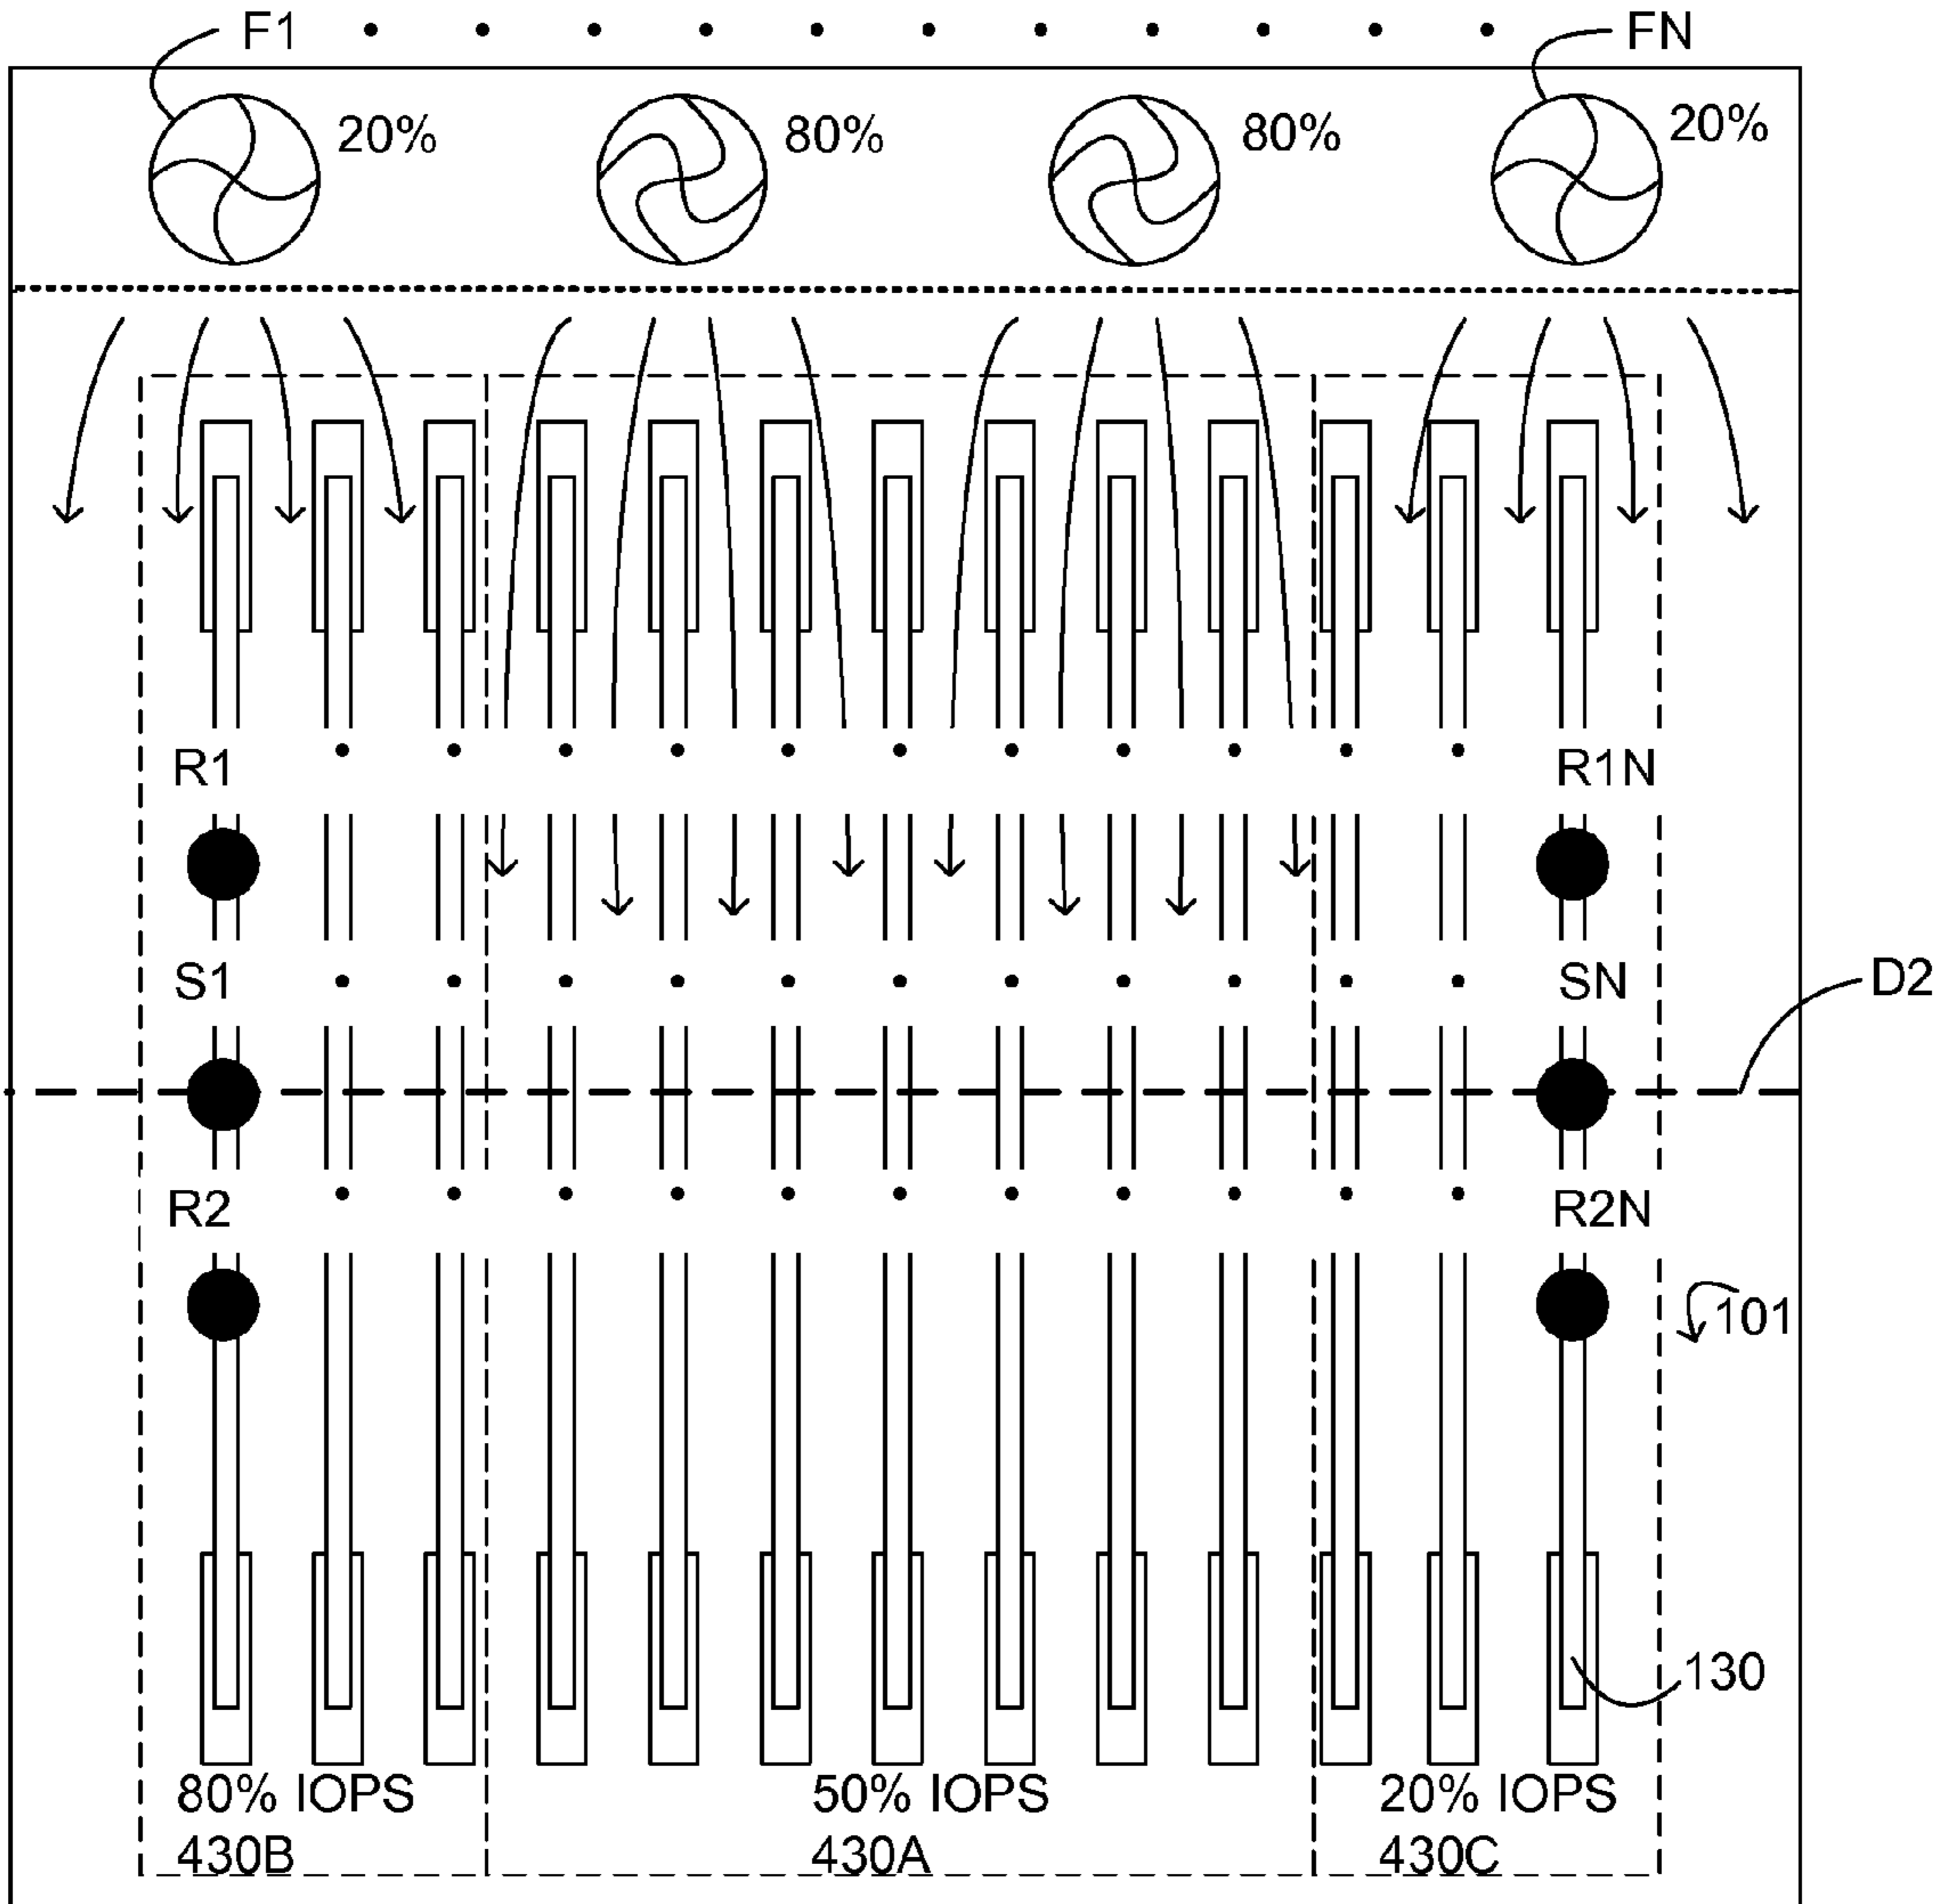 F1 FN
20% 80% 80% 20%
R1 R1N
S1 SN
D2
R2 R2N
101
130
80% IOPS 50% IOPS 20% IOPS
430B 430A 430C